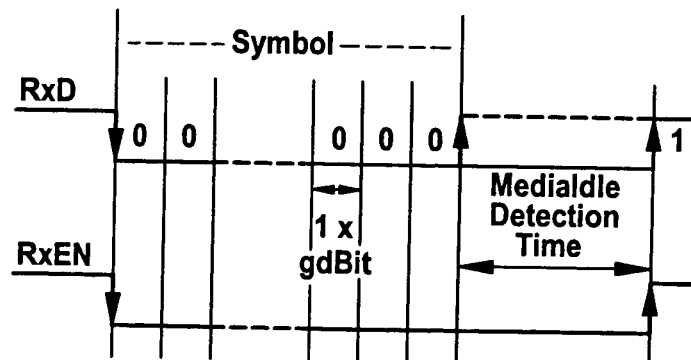 Symbol
RxD
0 0 0 0 0 1
MediaIdle
Detection
Time
1 x
gdBit
RxEN